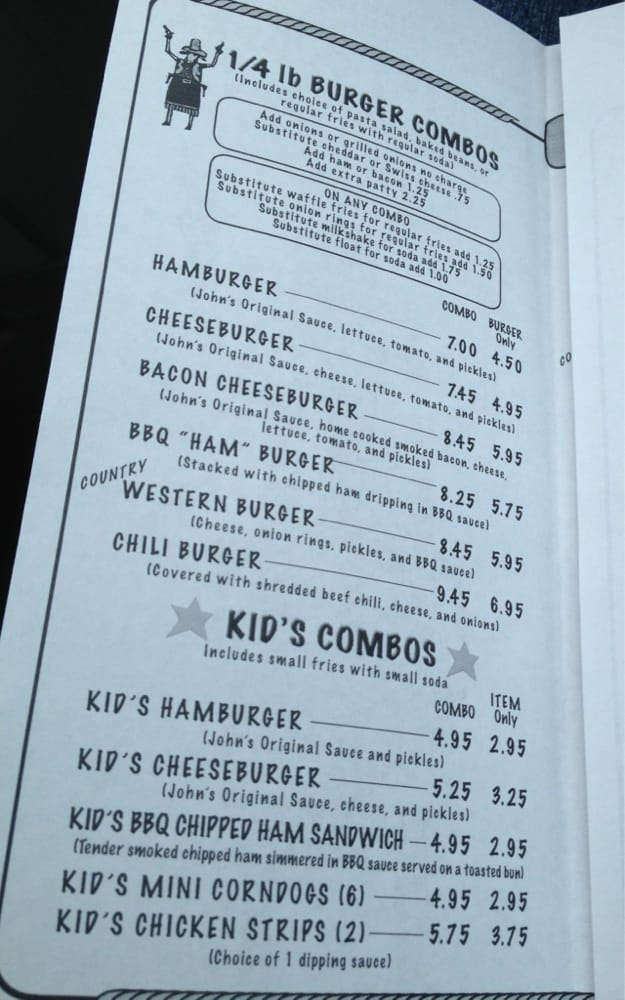 1/4 lb BURGER COMBOS
(Includes choice of pasta salad, baked beans, or
regular fries with regular soda)
Add onions or grilled onions no charge
Substitute cheddar or Swiss cheese .75
Add ham or bacon 1.25
Add extra patty 2.25
ON ANY COMBO
Substitute waffle fries for regular fries add 1.25
Substitute onion rings for regular fries add 1.50
Substitute milkshake for soda add 1.75
Substitute float for soda add 1.00
COMBO BURGER
Only
HAMBURGER 7.00 4.50
(John's Original Sauce, lettuce, tomato, and pickles)
CHEESEBURGER 7.45 4.95
(John's Original Sauce, cheese, lettuce, tomato, and pickles)
BACON CHEESEBURGER 8.45 5.95
(John's Original Sauce, home cooked smoked bacon, cheese,
lettuce, tomato, and pickles)
BBQ "HAM" BURGER 8.25 5.75
(Stacked with chipped ham dripping in BBQ sauce)
COUNTRY
WESTERN BURGER 8.45 5.95
(Cheese, onion rings, pickles, and BBQ sauce)
CHILI BURGER 9.45 6.95
(Covered with shredded beef chili, cheese, and onions)
KID'S COMBOS
Includes small fries with small soda
COMBO ITEM
Only
KID'S HAMBURGER 4.95 2.95
(John's Original Sauce and pickles)
KID'S CHEESEBURGER 5.25 3.25
(John's Original Sauce, cheese, and pickles)
KID'S BBQ CHIPPED HAM SANDWICH 4.95 2.95
(Tender smoked chipped ham simmered in BBQ sauce served on a toasted bun)
KID'S MINI CORNDOGS (6) 4.95 2.95
KID'S CHICKEN STRIPS (2) 5.75 3.75
(Choice of 1 dipping sauce)